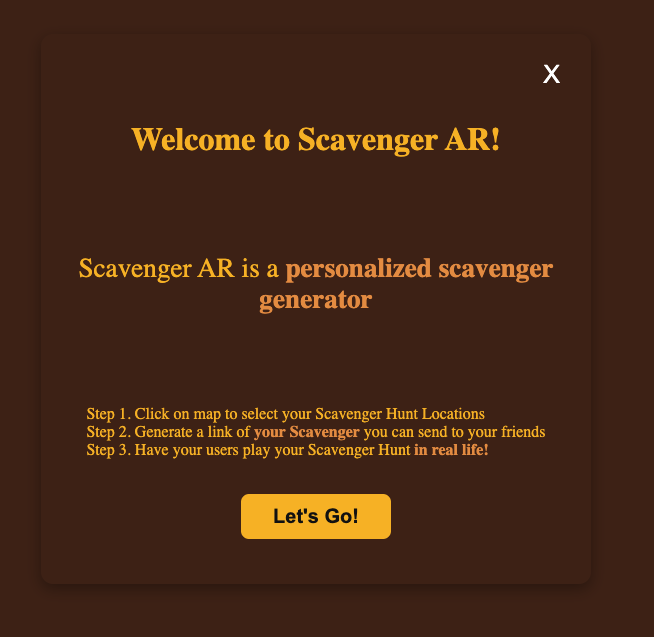 X
Welcome to Scavenger AR!
Scavenger AR is a personalized scavenger
generator
Step 1. Click on map to select your Scavenger Hunt Locations
Step 2. Generate a link of your Scavenger you can send to your friends
Step 3. Have your users play your Scavenger Hunt in real life!
Let's Go!